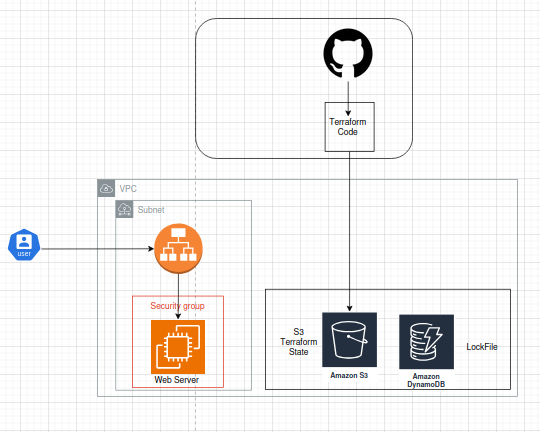 Terraform
Code
VPC
Subnet
user
Security group
Web Server
S3
Terraform
State
Amazon S3
Amazon
DynamoDB
LockFile